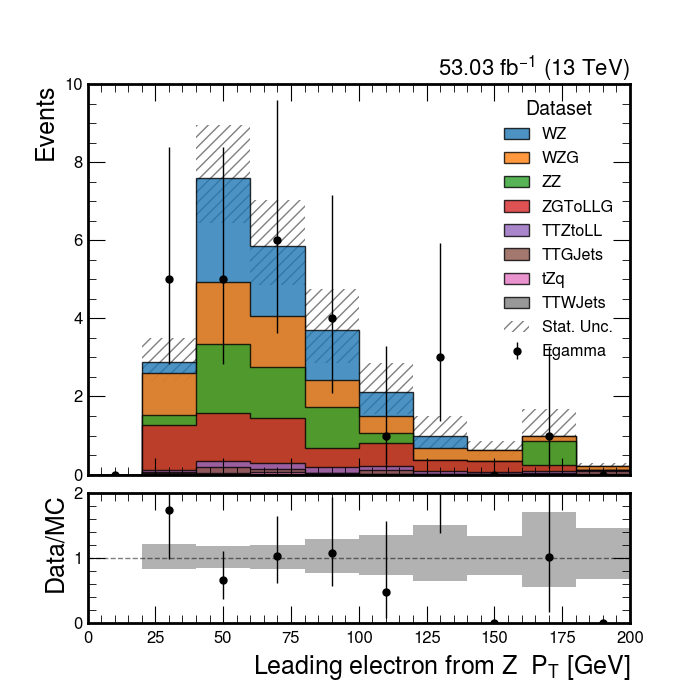 53.03 fb⁻¹ (13 TeV)
Events
10
8
6
4
2
0
Dataset
WZ
WZG
ZZ
ZGToLLG
TTZtoLL
TTGJets
tZq
TTWJets
Stat. Unc.
Egamma
Data/MC
2
1
0
0 25 50 75 100 125 150 175 200
Leading electron from Z P_T [GeV]